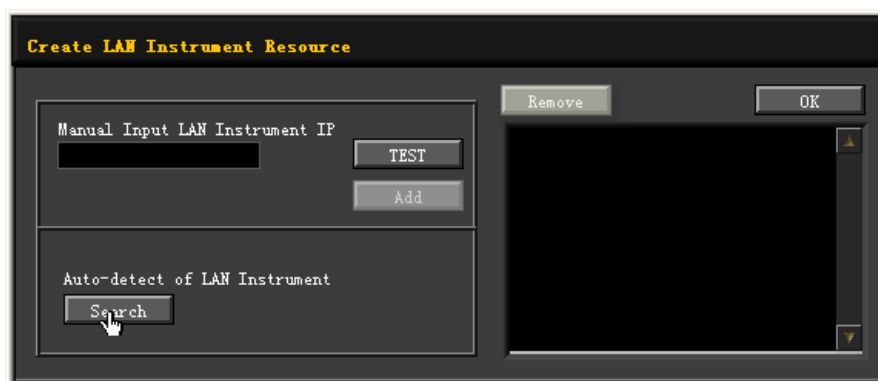 Create LAN Instrument Resource
Remove
OK
Manual Input LAN Instrument IP
TEST
Add
Auto-detect of LAN Instrument
Search